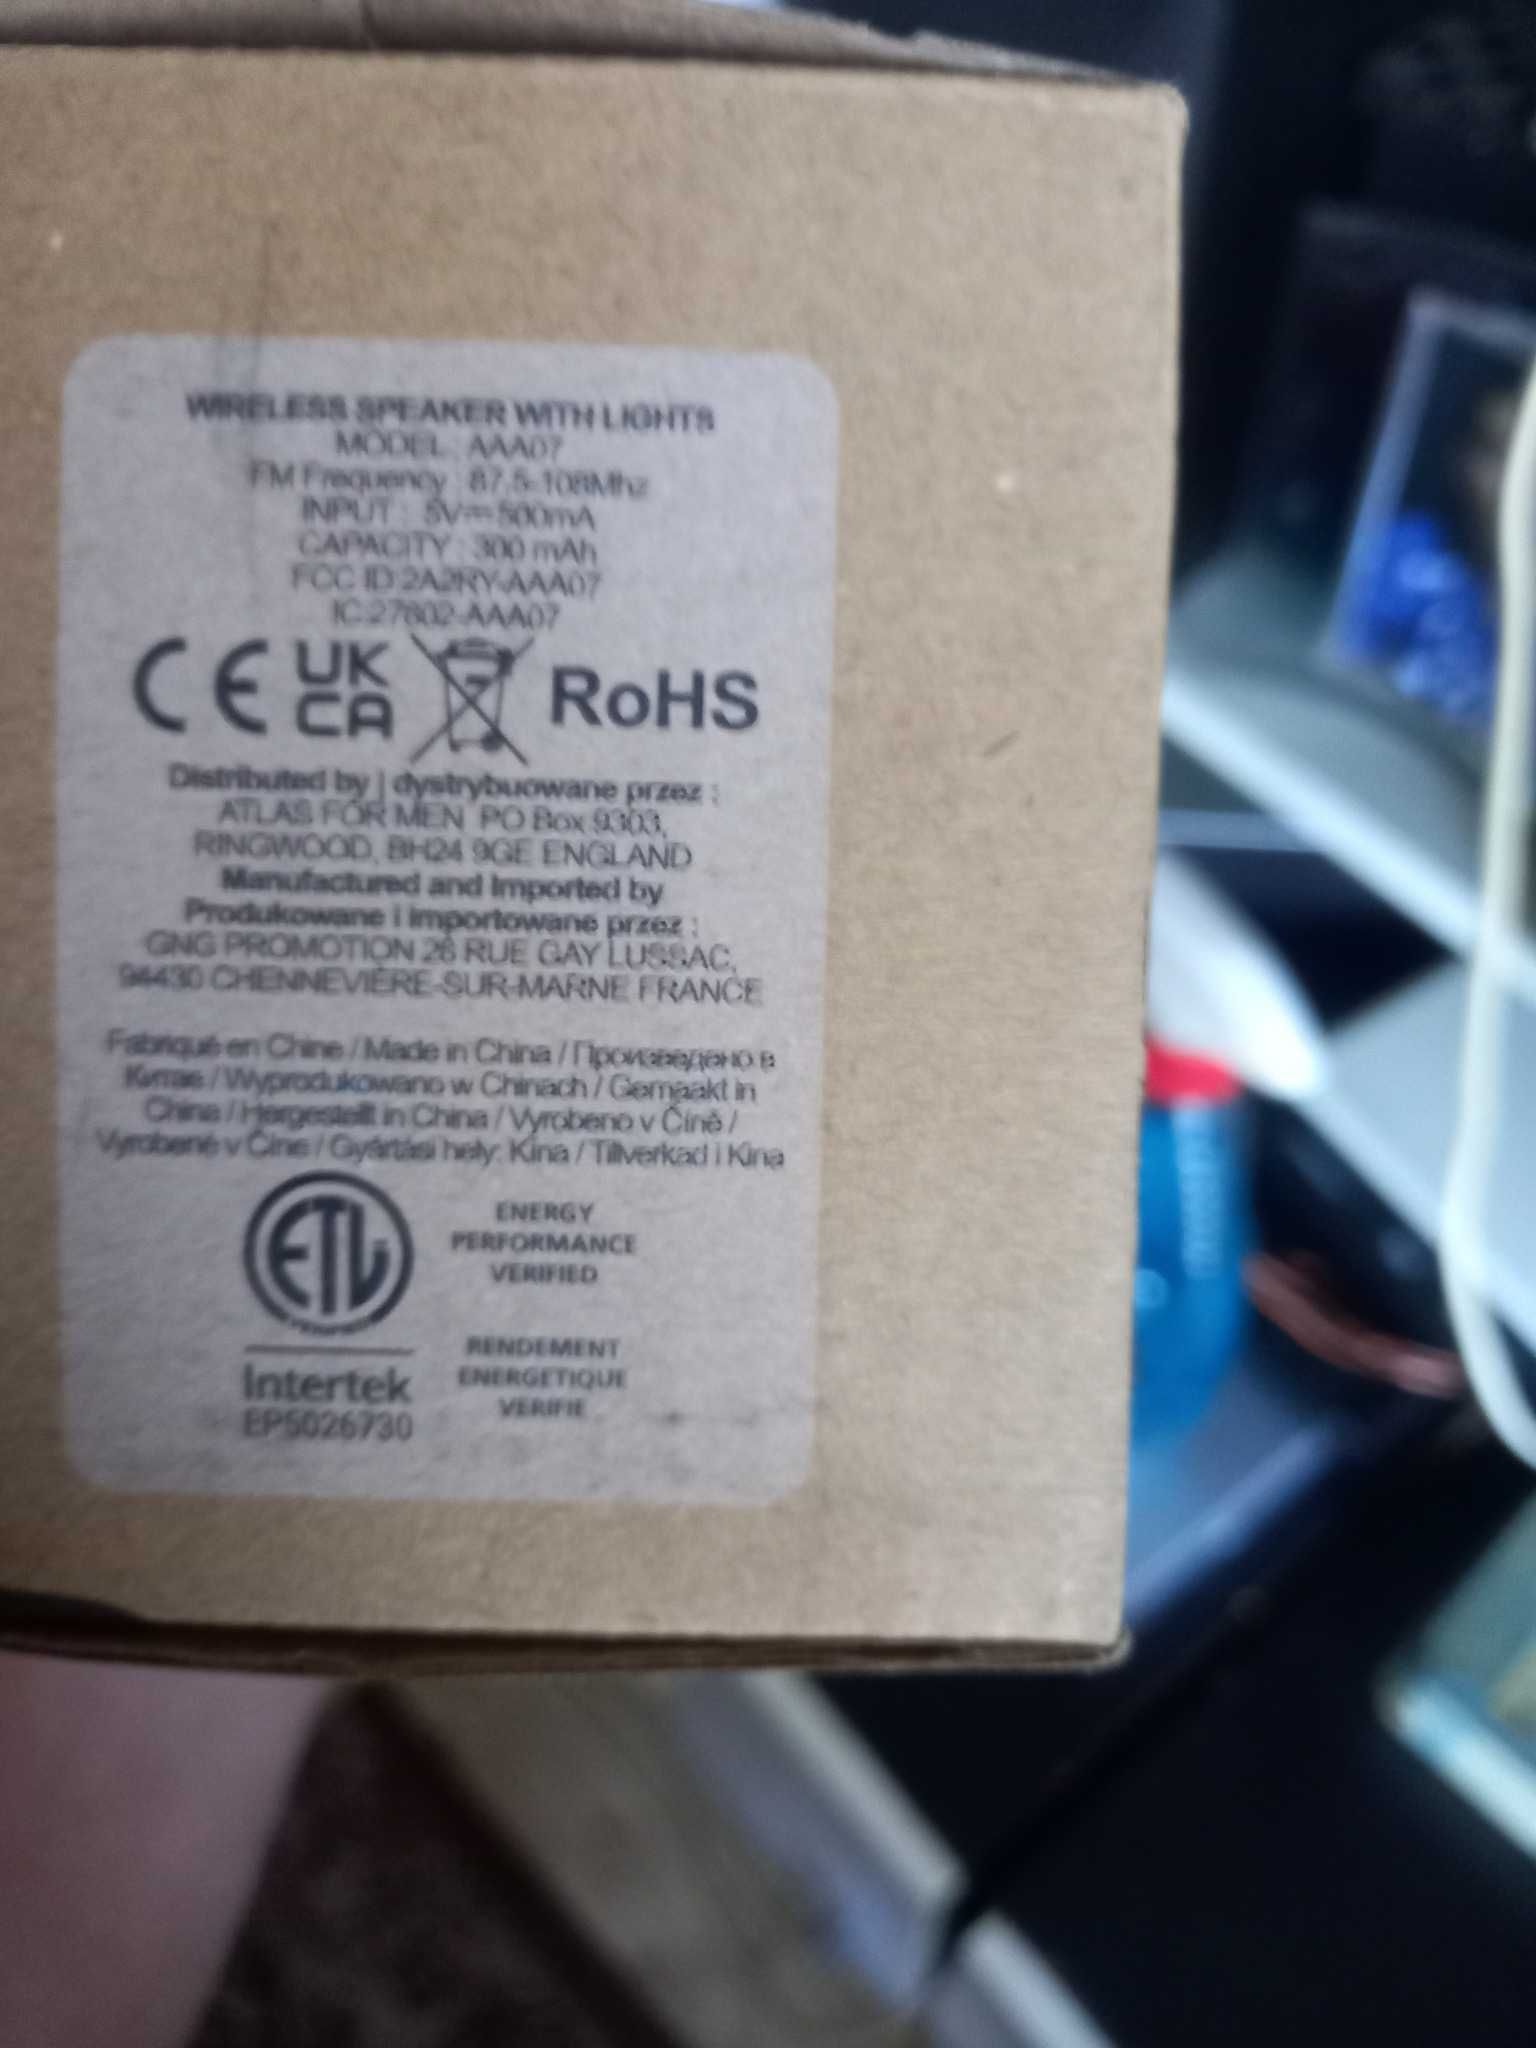 WIRELESS SPEAKER WITH LIGHTS
MODEL : AAA07
FM Frequency : 87.5-108Mhz
INPUT : 5V⎓500mA
CAPACITY : 300 mAh
FCC ID:2A2RY-AAA07
IC:27602-AAA07
CE UK CA RoHS
Distributed by | dystrybuowane przez :
ATLAS FOR MEN PO Box 9303,
RINGWOOD, BH24 9GE ENGLAND
Manufactured and Imported by
Produkowane i importowane przez :
GNG PROMOTION 26 RUE GAY LUSSAC,
94430 CHENNEVIÈRE-SUR-MARNE FRANCE
Fabriqué en Chine / Made in China / Произведено в
Китае / Wyprodukowano w Chinach / Gemaakt in
China / Hergestellt in China / Vyrobeno v Číně /
Vyrobené v Číne / Gyártási hely: Kína / Tillverkad i Kina
ETL
Intertek
EP5026730
ENERGY
PERFORMANCE
VERIFIED
RENDEMENT
ENERGETIQUE
VERIFIE